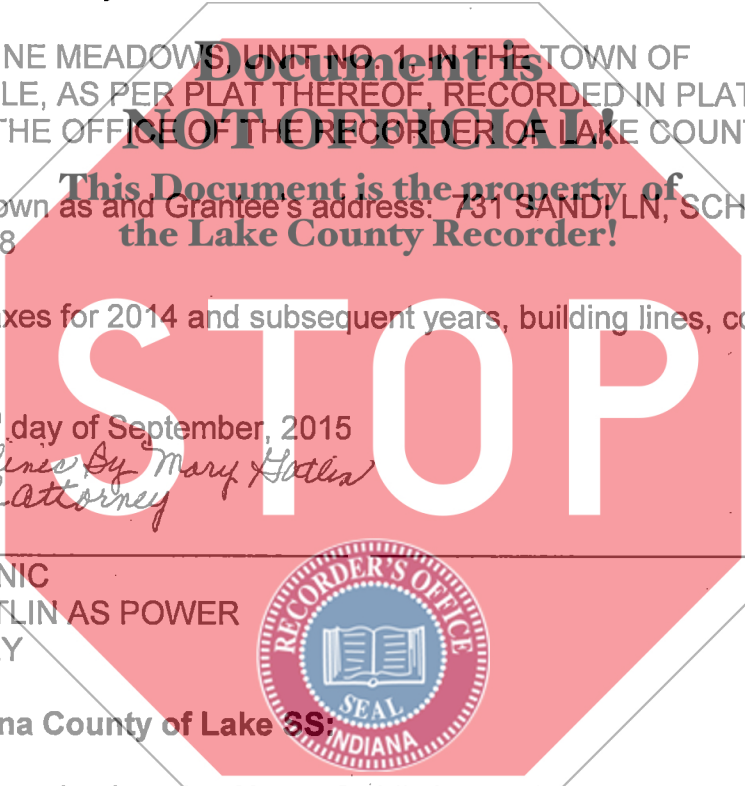 NE MEADOWS, UNIT NO. 1, IN THE TOWN OF
Document is
LE, AS PER PLAT THEREOF, RECORDED IN PLAT
THE OFFICE OF THE RECORDER OF LAKE COUN
NOT OFFICIAL!
This Document is the property of
own as and Grantee's address: 731 SANDI LN, SCH
the Lake County Recorder!
8
axes for 2014 and subsequent years, building lines, co
STOP
day of September, 2015
By Mary Gatlin
attorney
NIC
TLIN AS POWER
Y
RECORDER'S OFFICE
SEAL
INDIANA
na County of Lake SS: